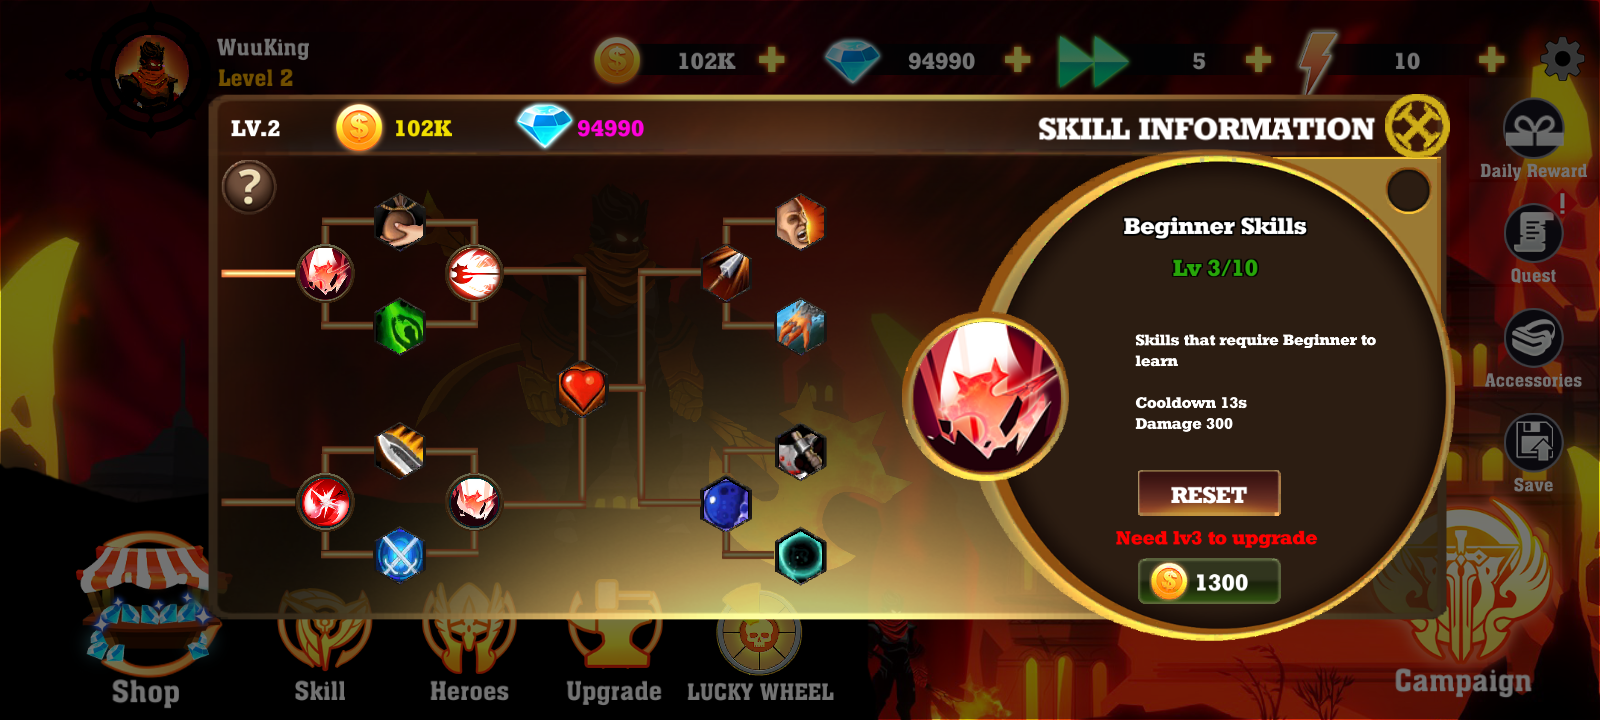 WuuKing
Level 2
102K
94990
5
10
LV.2
102K
94990
SKILL INFORMATION
?
Daily Reward
Beginner Skills
Lv 3/10
Quest
Skills that require Beginner to
learn
Cooldown 13s
Damage 300
Accessories
RESET
Save
Need lv3 to upgrade
1300
Shop
Skill
Heroes
Upgrade
LUCKY WHEEL
Campaign